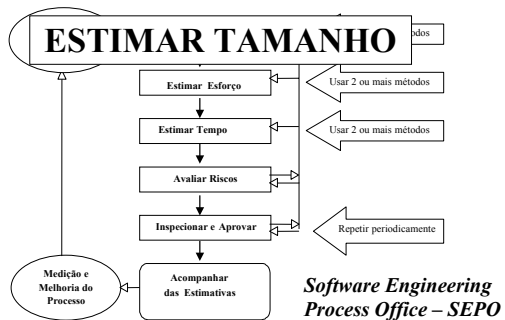 ESTIMAR TAMANHO
Estimar Esforço
Usar 2 ou mais métodos
Estimar Tempo
Usar 2 ou mais métodos
Avaliar Riscos
Inspecionar e Aprovar
Repetir periodicamente
Medição e
Melhoria do
Processo
Acompanhar
das Estimativas
Software Engineering
Process Office – SEPO